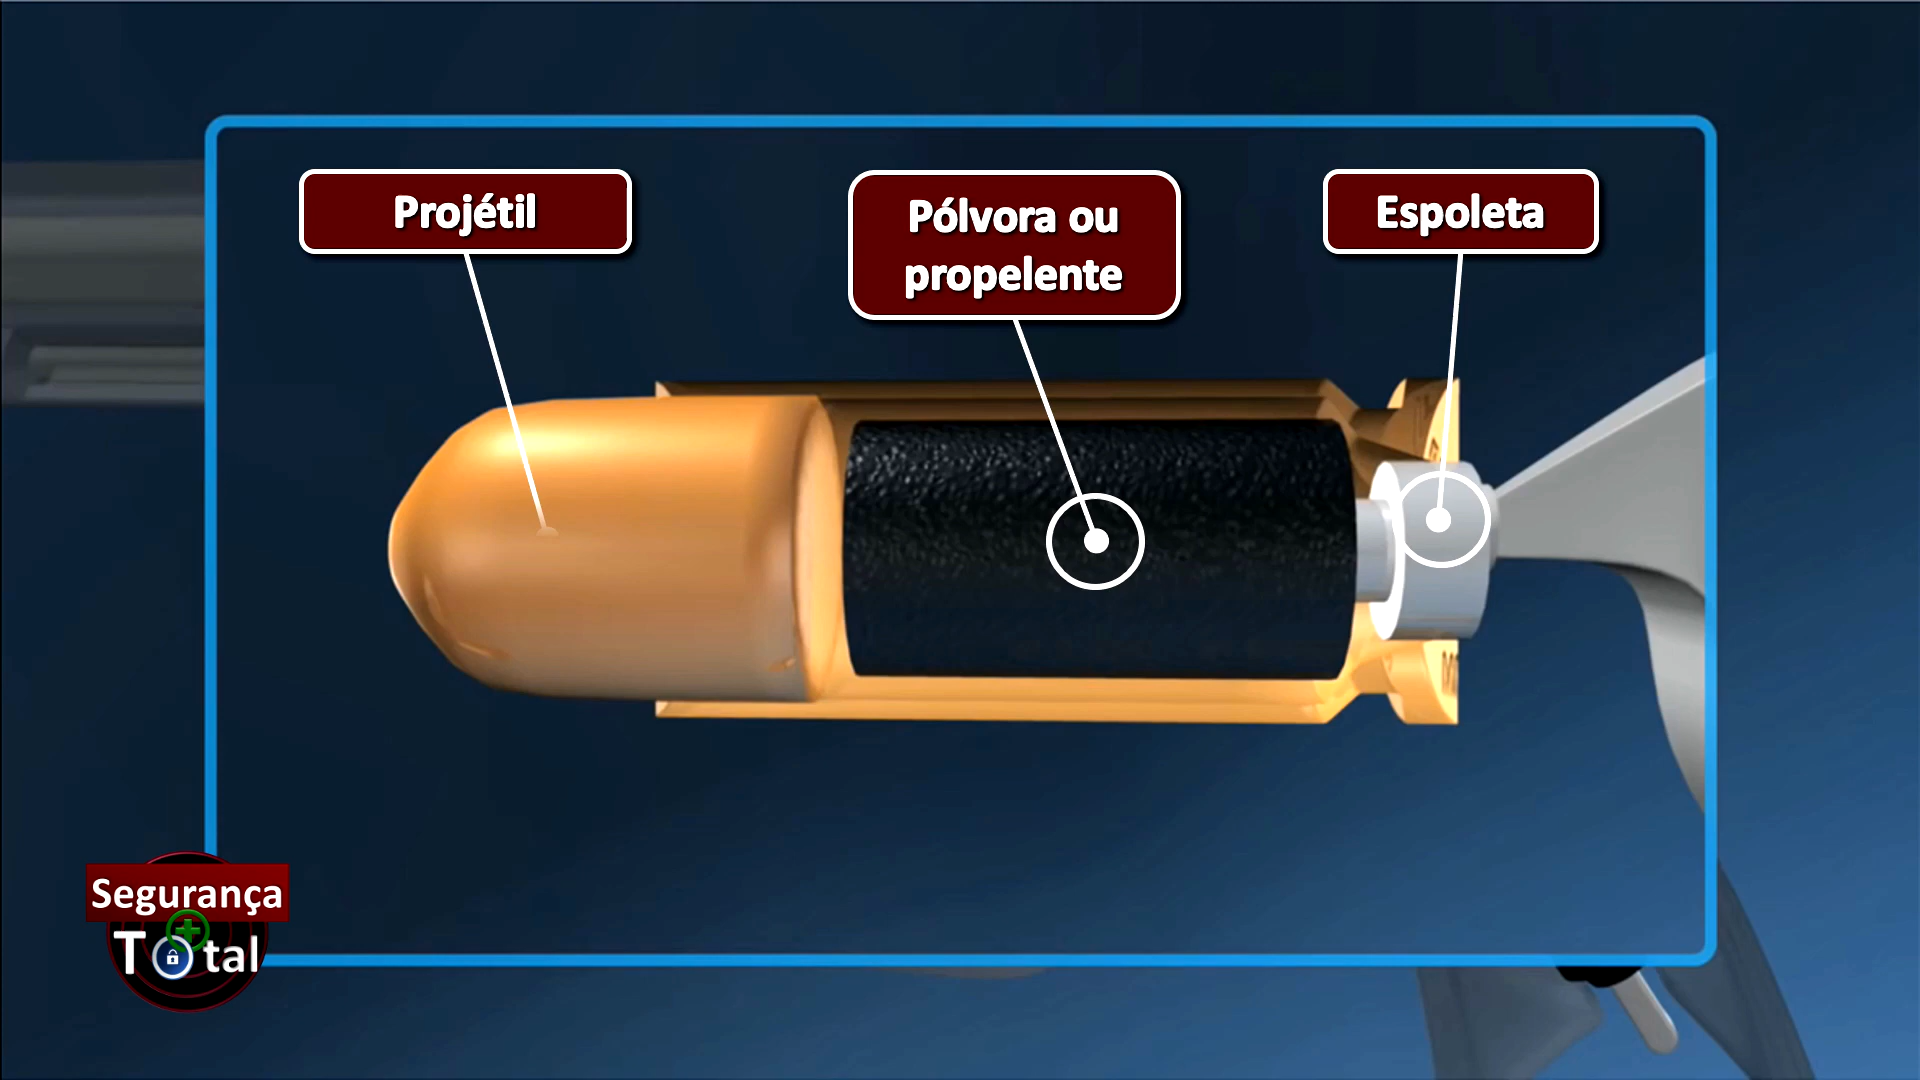 Projétil
Pólvora ou
propelente
Espoleta
Segurança
Total